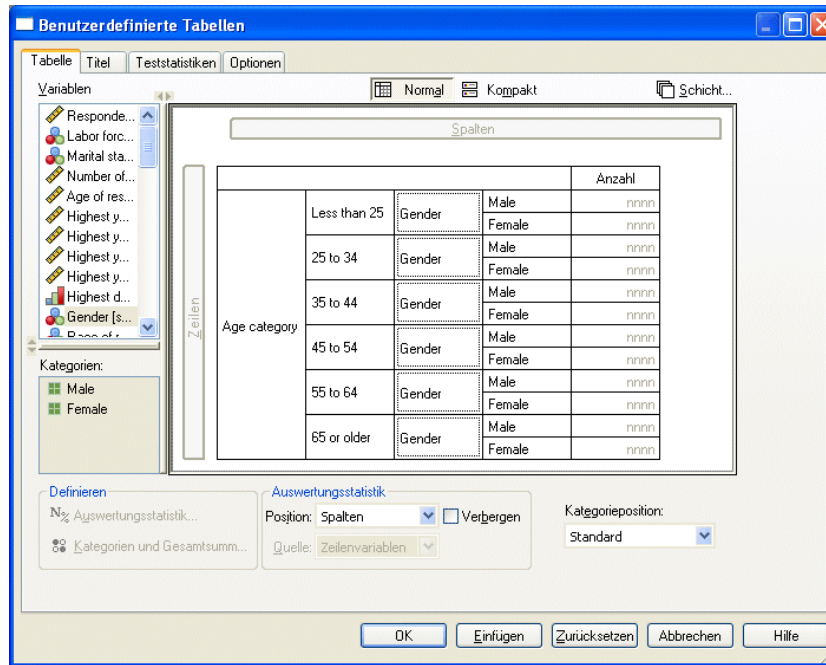 Benutzerdefinierte Tabellen
Tabelle Titel Teststatistiken Optionen
Variablen
Normal Kompakt Schicht...
Responde...
Labor forc...
Marital sta...
Number of...
Age of res...
Highest y...
Highest y...
Highest y...
Highest y...
Highest d...
Gender [s...
Kategorien:
Male
Female
Spalten
Zeilen
Anzahl
Age category
Less than 25 Gender Male nnnn
Female nnnn
25 to 34 Gender Male nnnn
Female nnnn
35 to 44 Gender Male nnnn
Female nnnn
45 to 54 Gender Male nnnn
Female nnnn
55 to 64 Gender Male nnnn
Female nnnn
65 or older Gender Male nnnn
Female nnnn
Definieren
N% Auswertungsstatistik...
Kategorien und Gesamtsumm...
Auswertungsstatistik
Position: Spalten Verbergen
Quelle: Zeilenvariablen
Kategorieposition:
Standard
OK Einfügen Zurücksetzen Abbrechen Hilfe